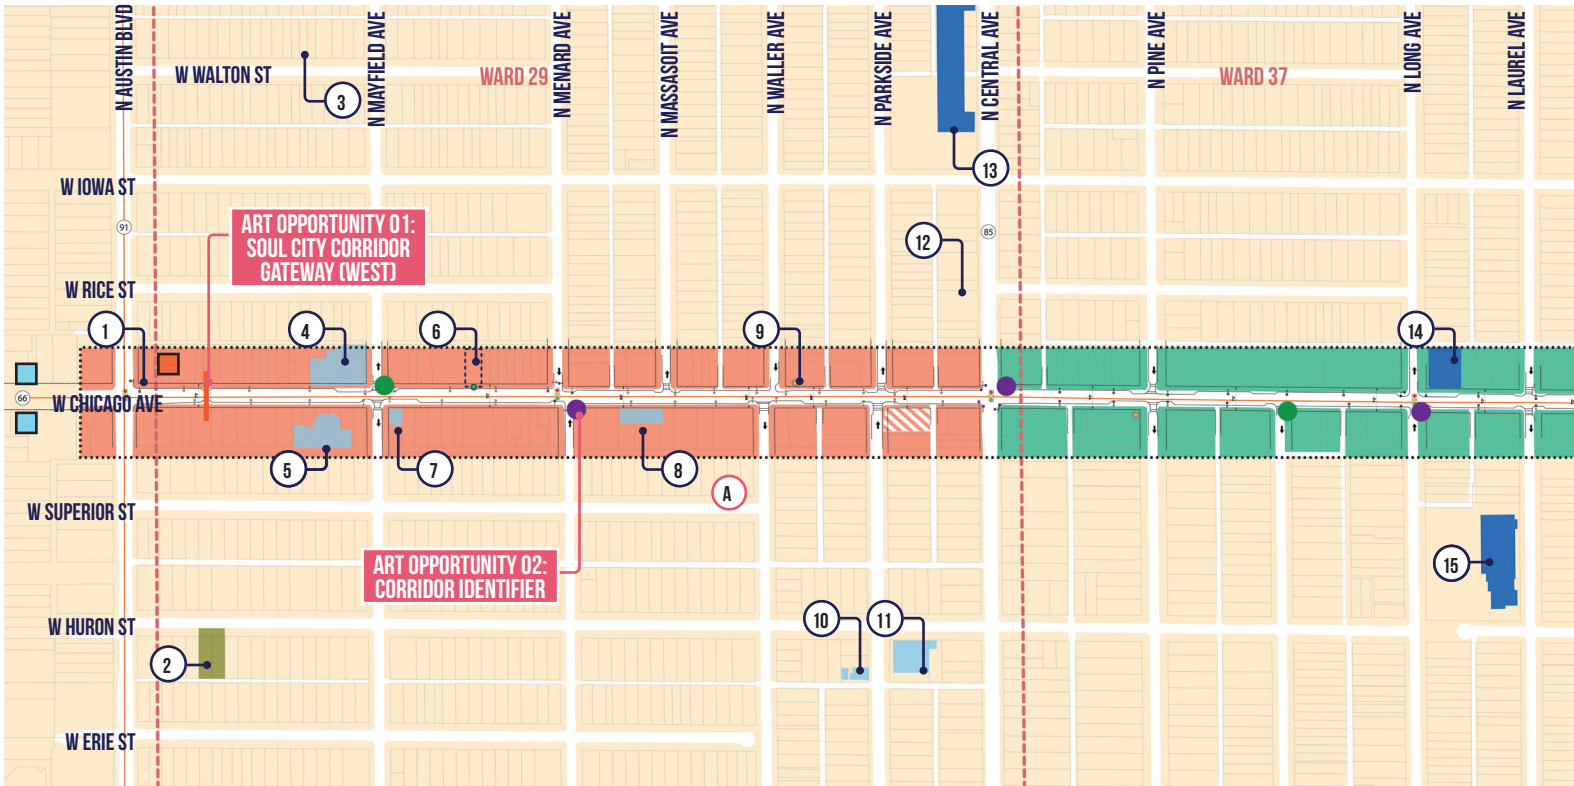 N AUSTIN BLVD
N MAYFIELD AVE
N MENARD AVE
N MASSASOIT AVE
N WALLER AVE
N PARKSIDE AVE
N CENTRAL AVE
N PINE AVE
N LONG AVE
N LAUREL AVE
W WALTON ST
WARD 29
WARD 37
3
13
W IOWA ST
91
ART OPPORTUNITY 01:
SOUL CITY CORRIDOR
GATEWAY (WEST)
85
12
W RICE ST
1
4
6
9
14
66
W CHICAGO AVE
5
7
8
A
W SUPERIOR ST
ART OPPORTUNITY 02:
CORRIDOR IDENTIFIER
15
W HURON ST
10
11
2
W ERIE ST